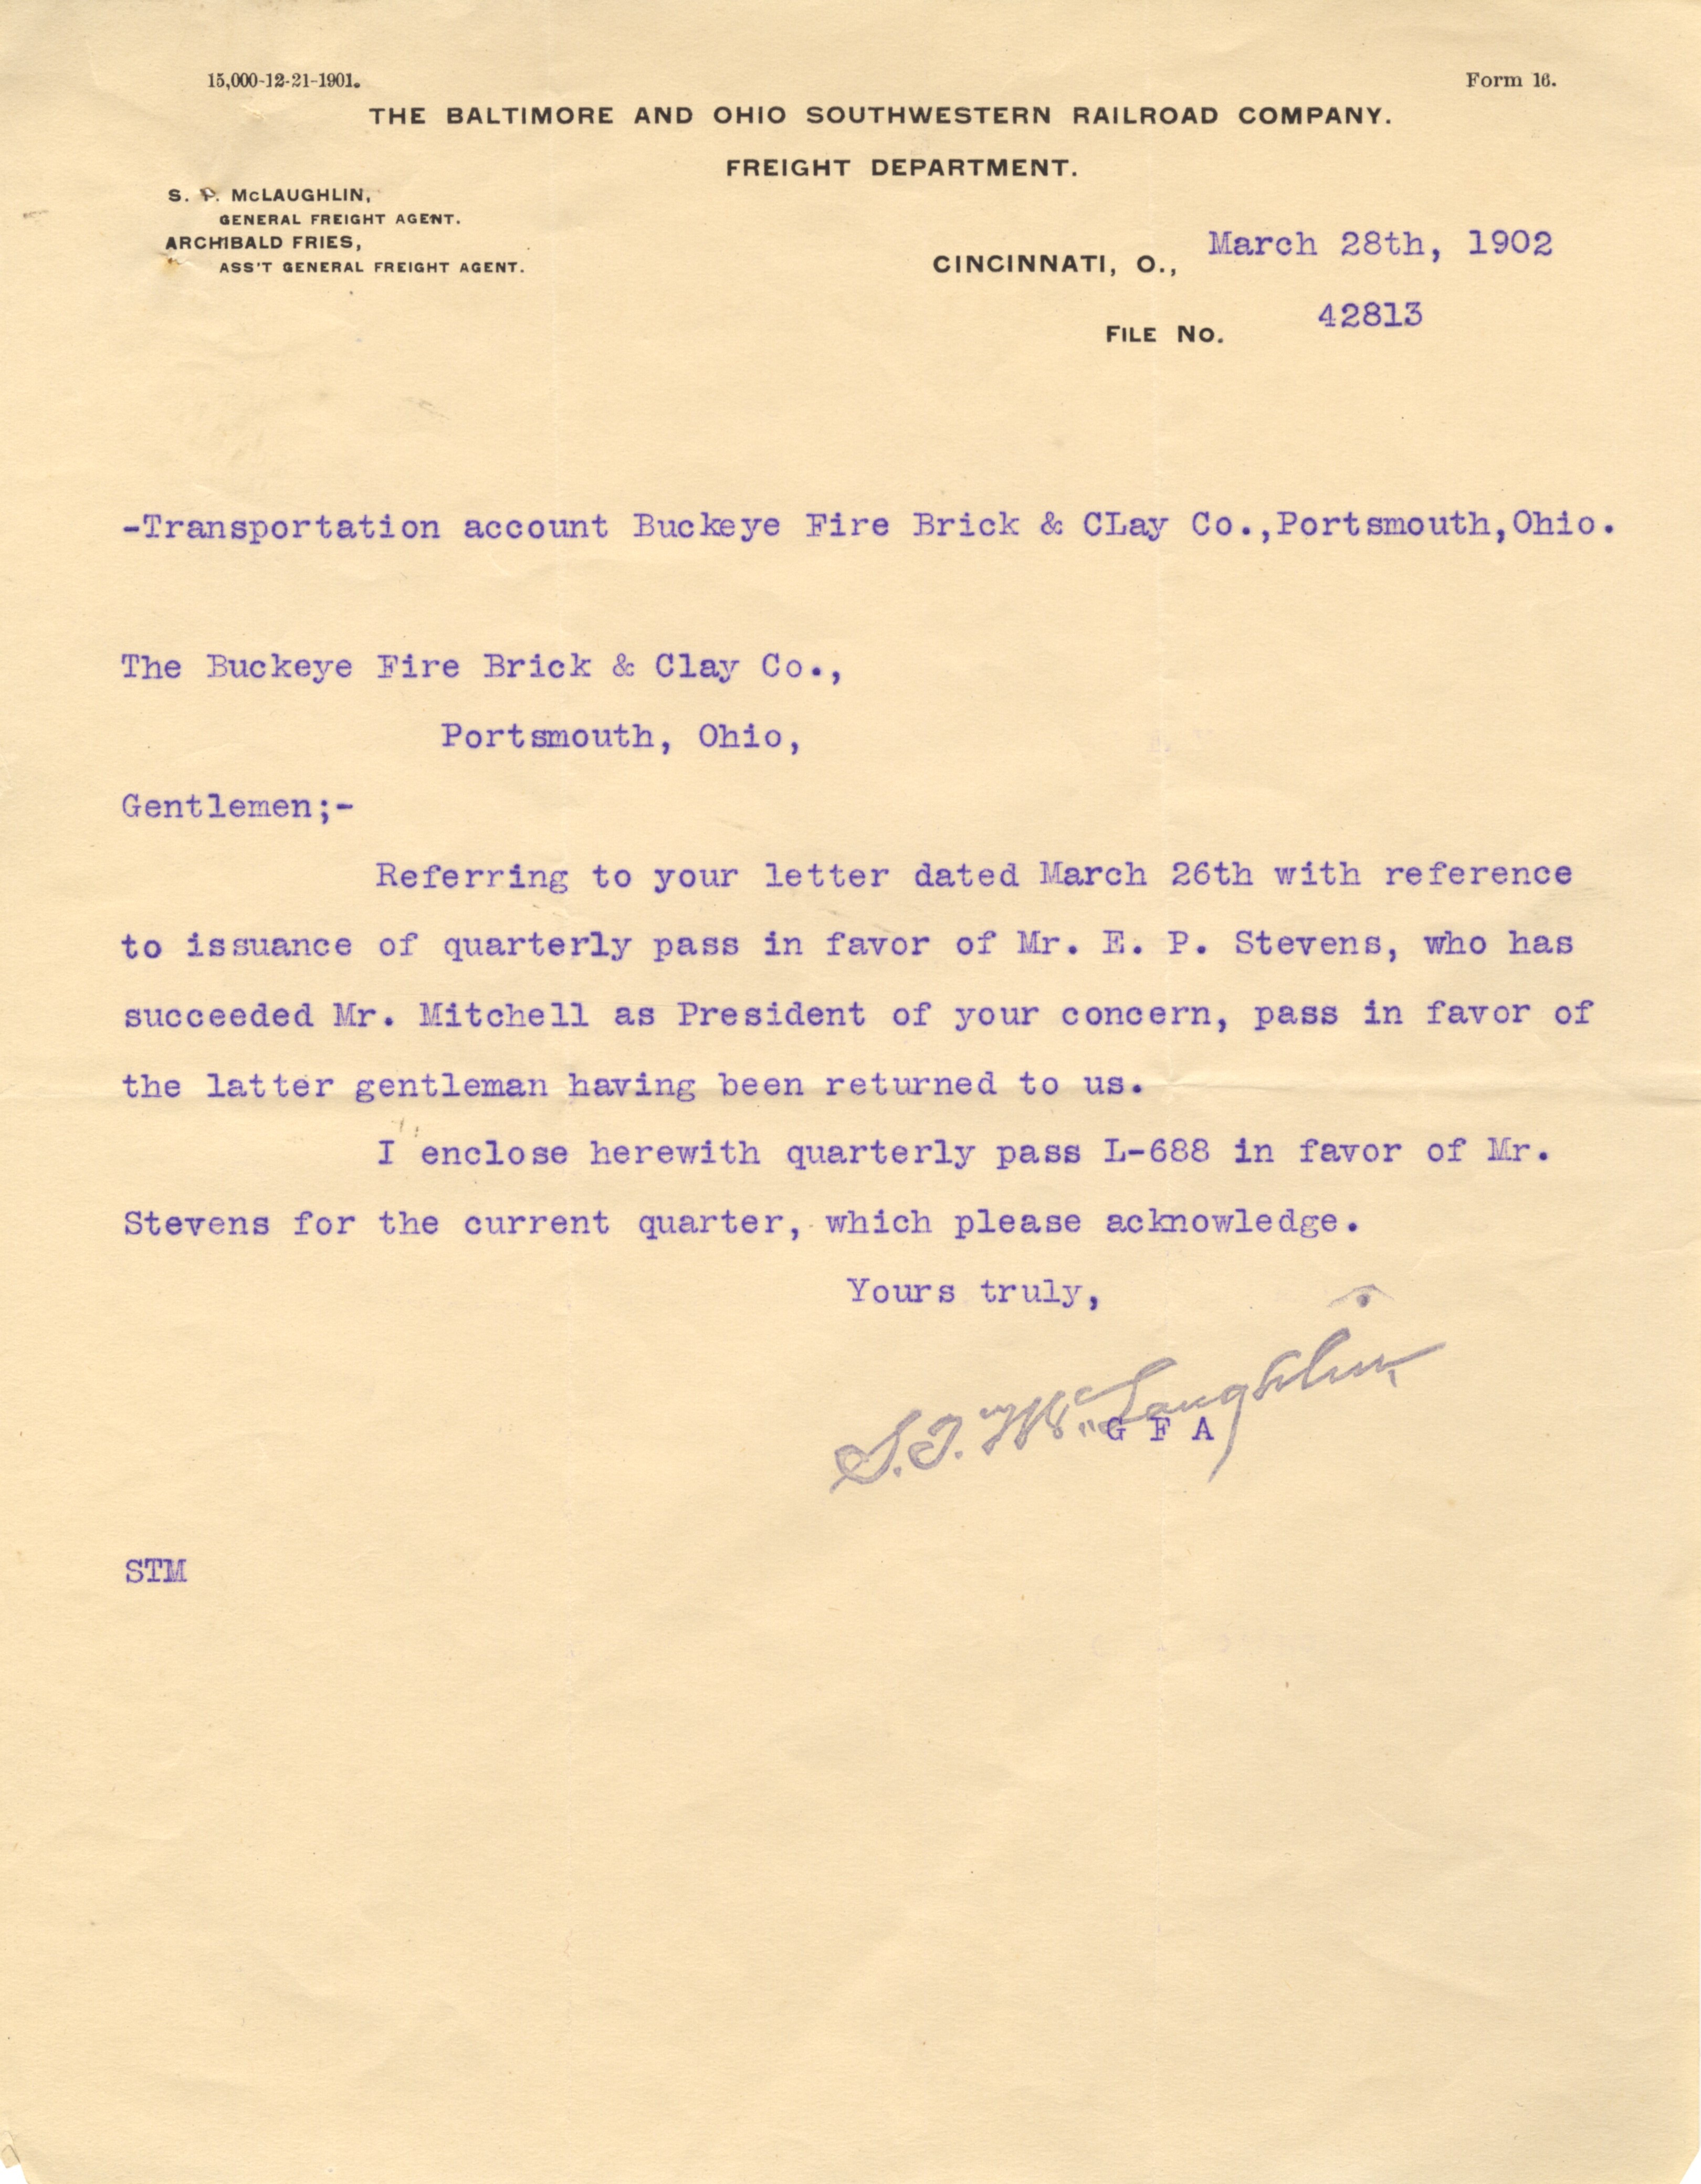 15,000-12-21-1901.
Form 16.
THE BALTIMORE AND OHIO SOUTHWESTERN RAILROAD COMPANY.
FREIGHT DEPARTMENT.
S. P. McLAUGHLIN,
GENERAL FREIGHT AGENT.
ARCHIBALD FRIES,
ASS'T GENERAL FREIGHT AGENT.
CINCINNATI, O., March 28th, 1902
FILE NO. 42813
-Transportation account Buckeye Fire Brick & CLay Co.,Portsmouth,Ohio.
The Buckeye Fire Brick & Clay Co.,
Portsmouth, Ohio,
Gentlemen;-
Referring to your letter dated March 26th with reference
to issuance of quarterly pass in favor of Mr. E. P. Stevens, who has
succeeded Mr. Mitchell as President of your concern, pass in favor of
the latter gentleman having been returned to us.
I enclose herewith quarterly pass L-688 in favor of Mr.
Stevens for the current quarter, which please acknowledge.
Yours truly,
S. T. McLaughlin
G F A
STM